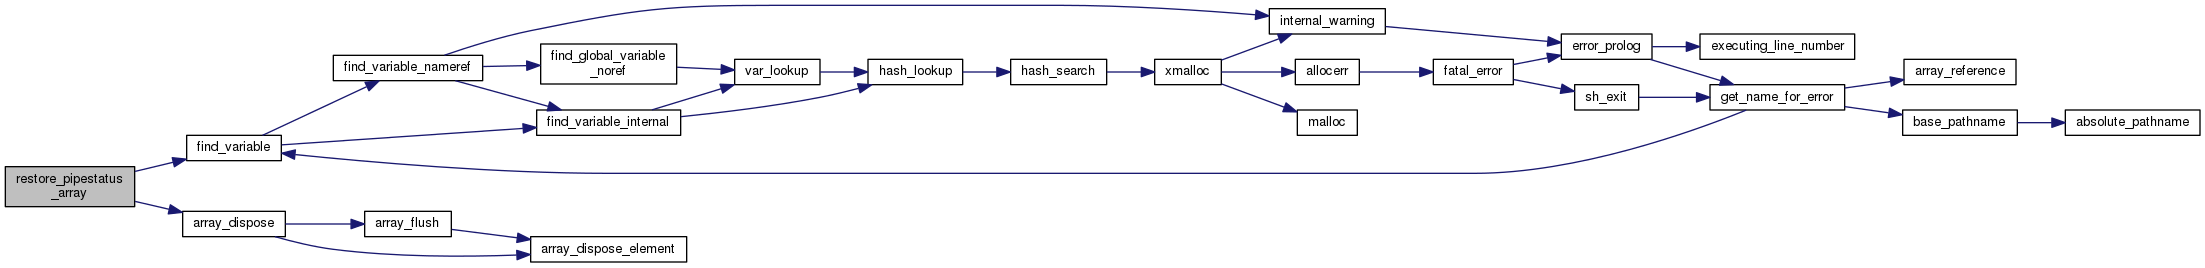 restore_pipestatus
_array
find_variable
array_dispose
find_variable_nameref
array_flush
find_global_variable
_noref
find_variable_internal
array_dispose_element
var_lookup
hash_lookup
hash_search
xmalloc
internal_warning
allocerr
malloc
fatal_error
error_prolog
sh_exit
executing_line_number
get_name_for_error
array_reference
base_pathname
absolute_pathname